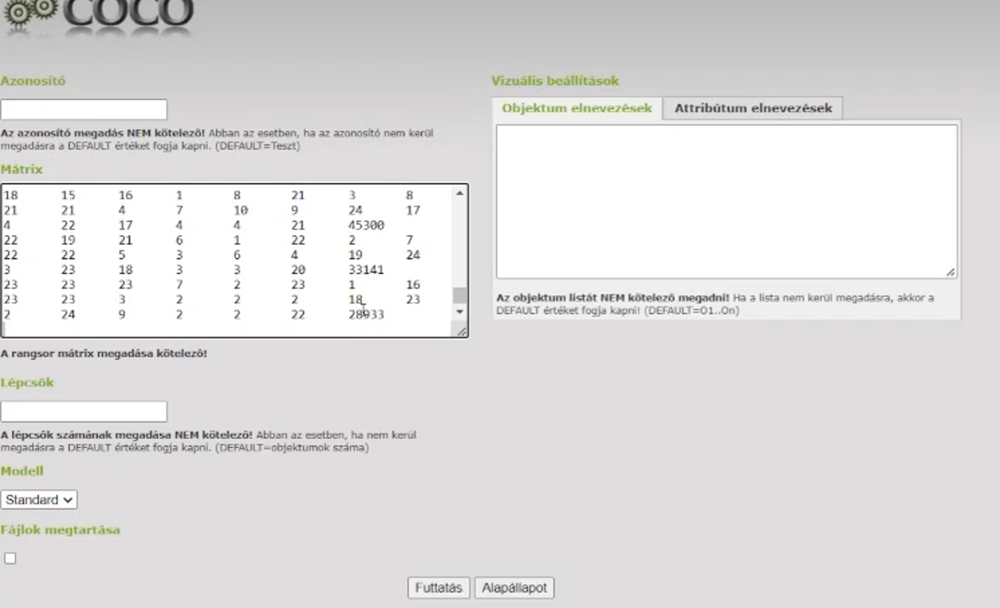 COCO
Azonosító
Az azonosító megadás NEM kötelező! Abban az esetben, ha az azonosító nem kerül
megadásra a DEFAULT értéket fogja kapni. (DEFAULT=Teszt)
Mátrix
18 15 16 1 8 21 3 8
21 21 4 7 10 9 24 17
4 22 17 4 4 21 45300
22 19 21 6 1 22 2 7
22 22 5 3 6 4 19 24
3 23 18 3 3 20 33141
23 23 23 7 2 23 1 16
23 23 3 2 2 2 18 23
2 24 9 2 2 22 28933
A rangsor mátrix megadása kötelező!
Lépcsők
A lépcsők számának megadása NEM kötelező! Abban az esetben, ha nem kerül
megadásra a DEFAULT értéket fogja kapni. (DEFAULT=objektumok száma)
Modell
Standard
Fájlok megtartása
Vizuális beállítások
Objektum elnevezések Attribútum elnevezések
Az objektum listát NEM kötelező megadni! Ha a lista nem kerül megadásra, akkor a
DEFAULT értéket fogja kapni! (DEFAULT=O1..On)
Futtatás Alapállapot